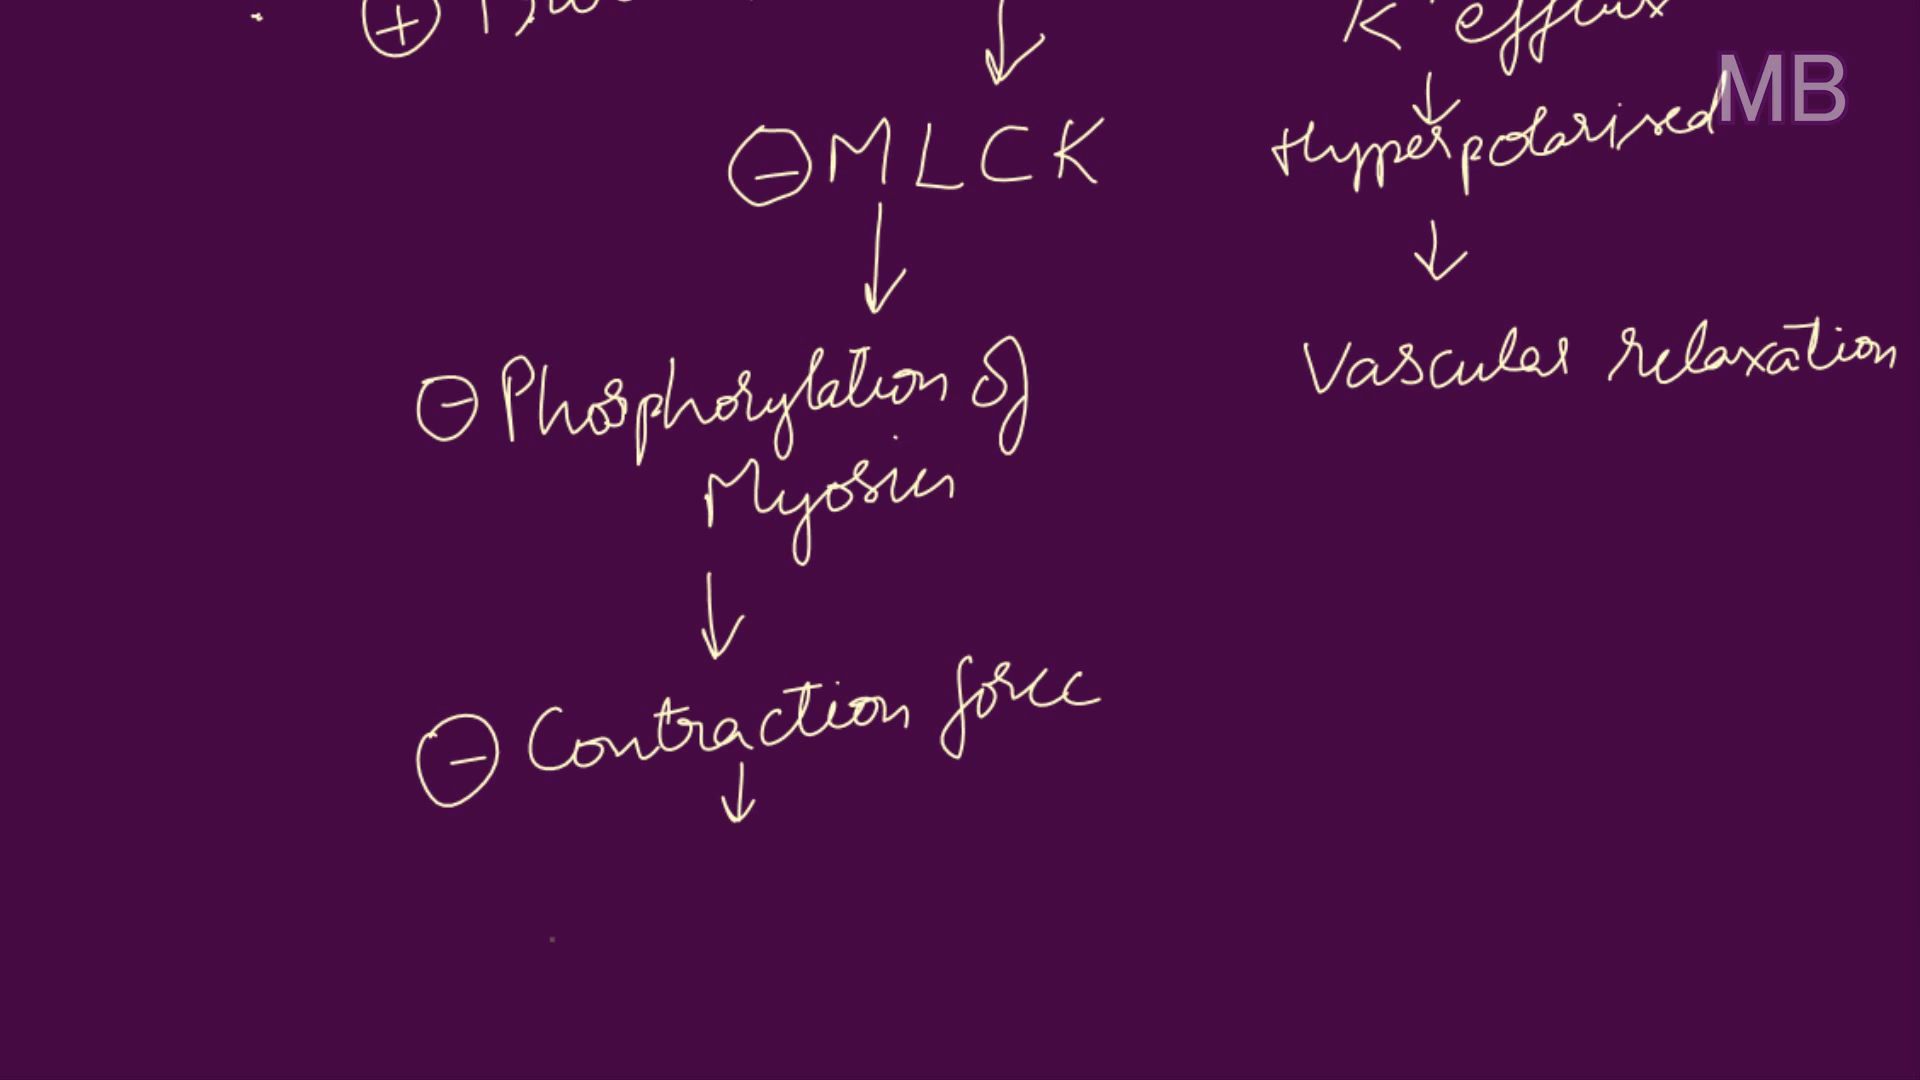 K⁺ efflux
MB
⊖ MLCK
Hyperpolarised
Vascular relaxation
⊖ Phosphorylation of
Myosin
⊖ Contraction force